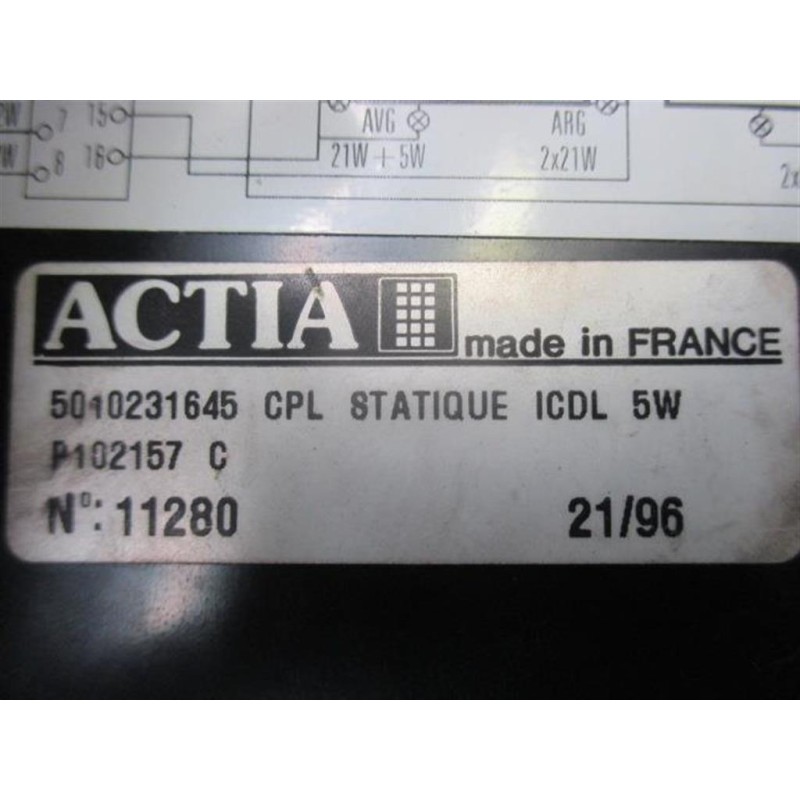 7 15
8 16
AVG ARG
21W + 5W 2x21W
2x
ACTIA made in FRANCE
5010231645 CPL STATIQUE ICDL 5W
P102157 C
N°: 11280 21/96